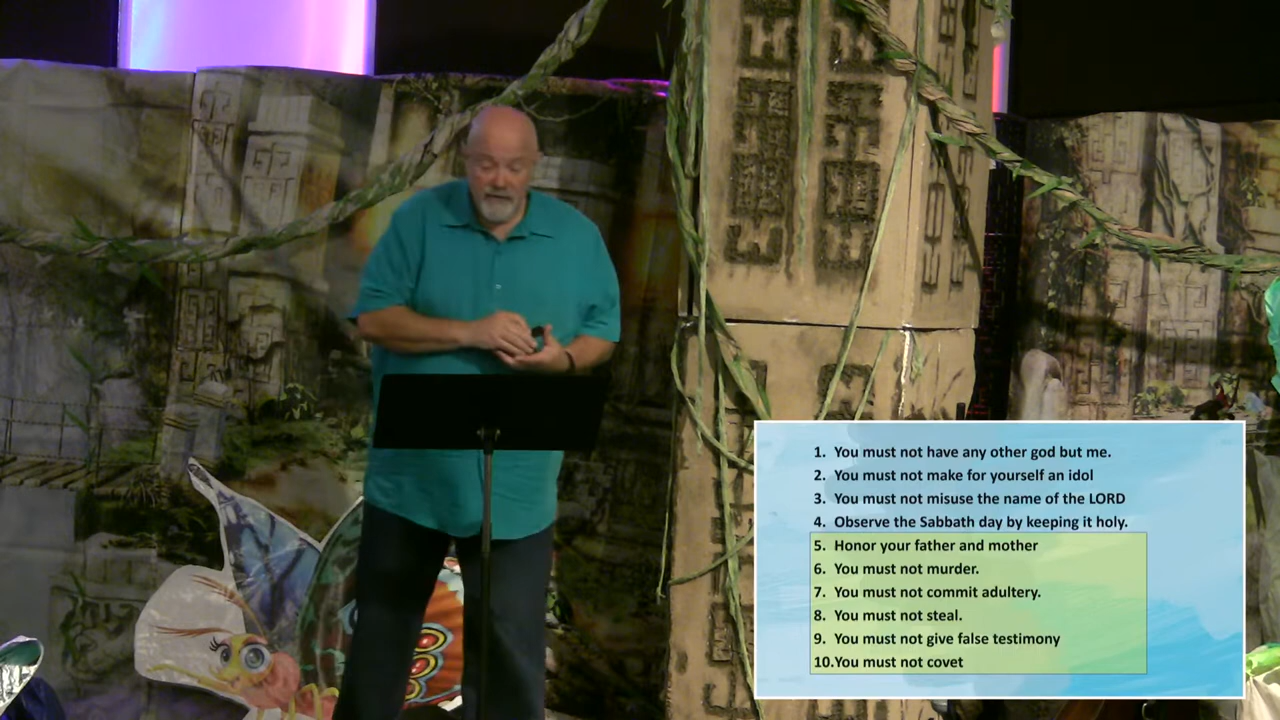 1. You must not have any other god but me.
2. You must not make for yourself an idol
3. You must not misuse the name of the LORD
4. Observe the Sabbath day by keeping it holy.
5. Honor your father and mother
6. You must not murder.
7. You must not commit adultery.
8. You must not steal.
9. You must not give false testimony
10.You must not covet